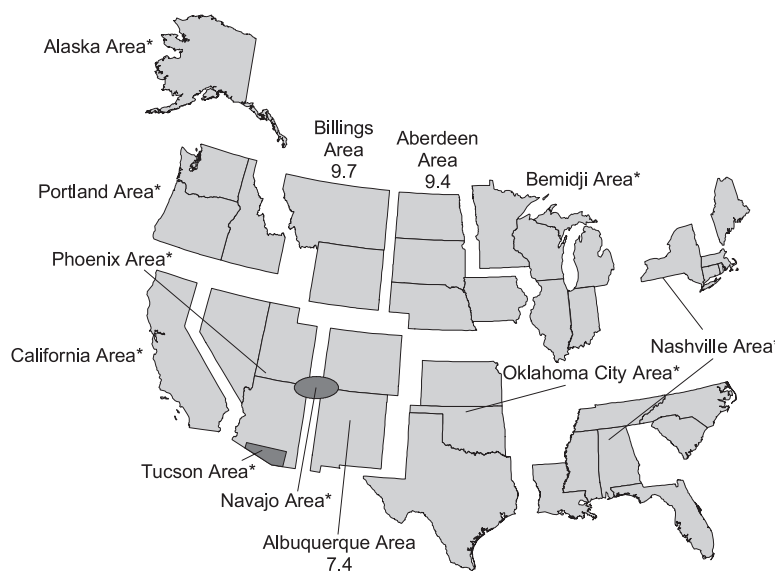 Alaska Area*
Billings
Area
9.7
Aberdeen
Area
9.4
Bemidji Area*
Portland Area*
Phoenix Area*
California Area*
Nashville Area*
Oklahoma City Area*
Tucson Area*
Navajo Area*
Albuquerque Area
7.4